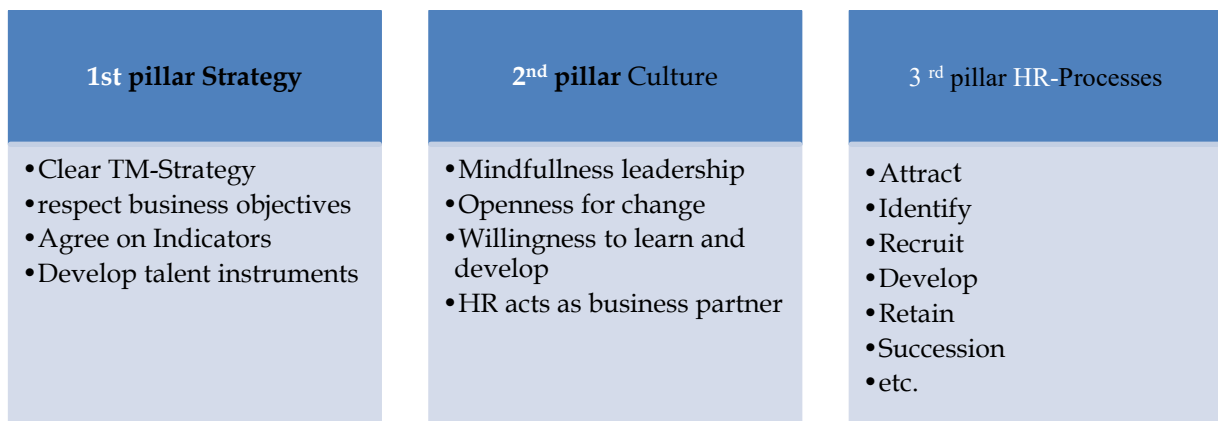 1st pillar Strategy
•Clear TM-Strategy
•respect business objectives
•Agree on Indicators
•Develop talent instruments
2nd pillar Culture
•Mindfullness leadership
•Openness for change
•Willingness to learn and
develop
•HR acts as business partner
3 rd pillar HR-Processes
•Attract
•Identify
•Recruit
•Develop
•Retain
•Succession
•etc.